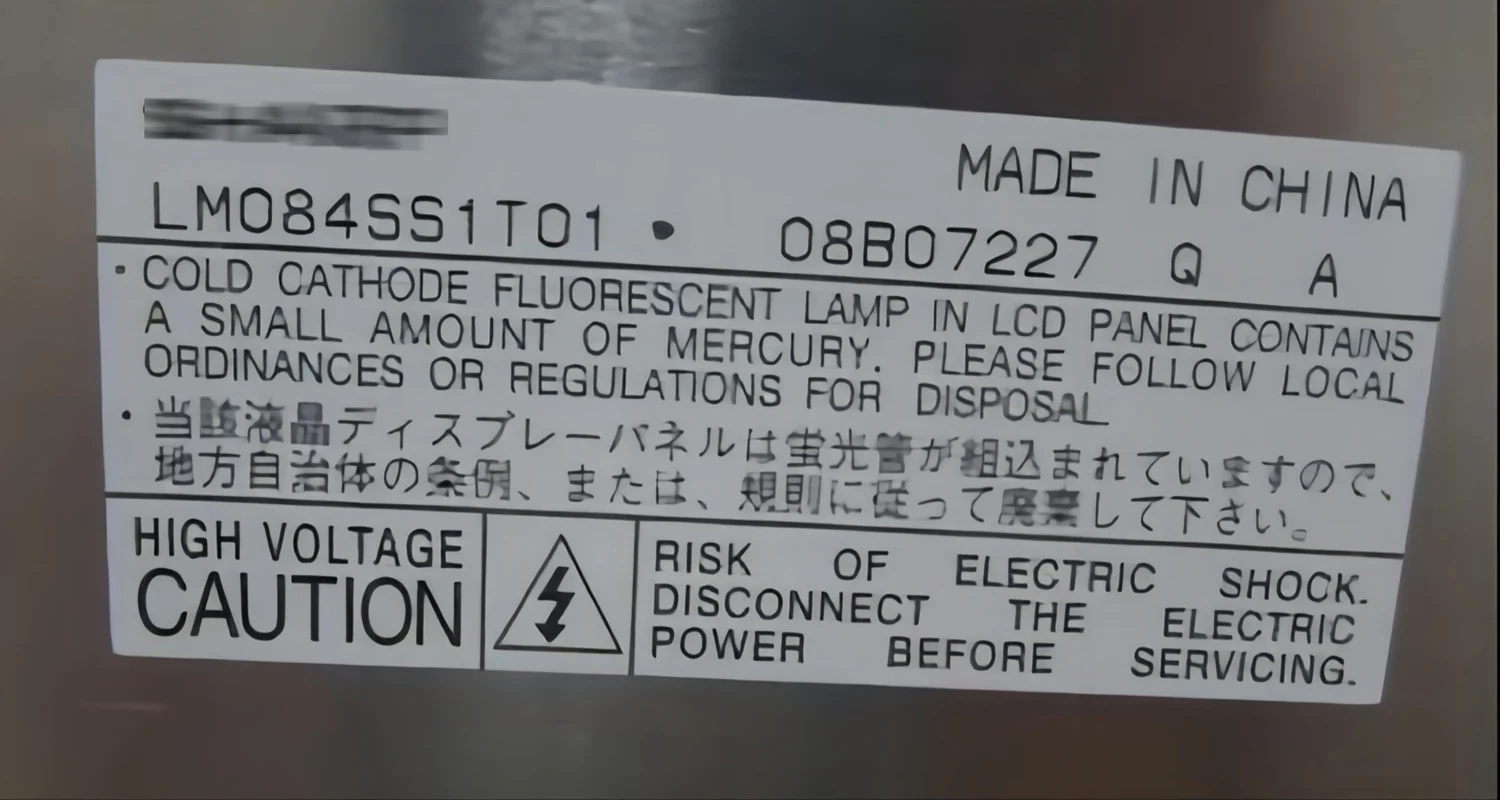 MADE IN CHINA
LM084SS1T01 • 08B07227 Q A
・COLD CATHODE FLUORESCENT LAMP IN LCD PANEL CONTAINS
A SMALL AMOUNT OF MERCURY. PLEASE FOLLOW LOCAL
ORDINANCES OR REGULATIONS FOR DISPOSAL
・当該液晶ディスプレーパネルは蛍光管が組込まれていますので、
地方自治体の条例、または、規則に従って廃棄して下さい。
HIGH VOLTAGE
CAUTION
RISK OF ELECTRIC SHOCK.
DISCONNECT THE ELECTRIC
POWER BEFORE SERVICING.